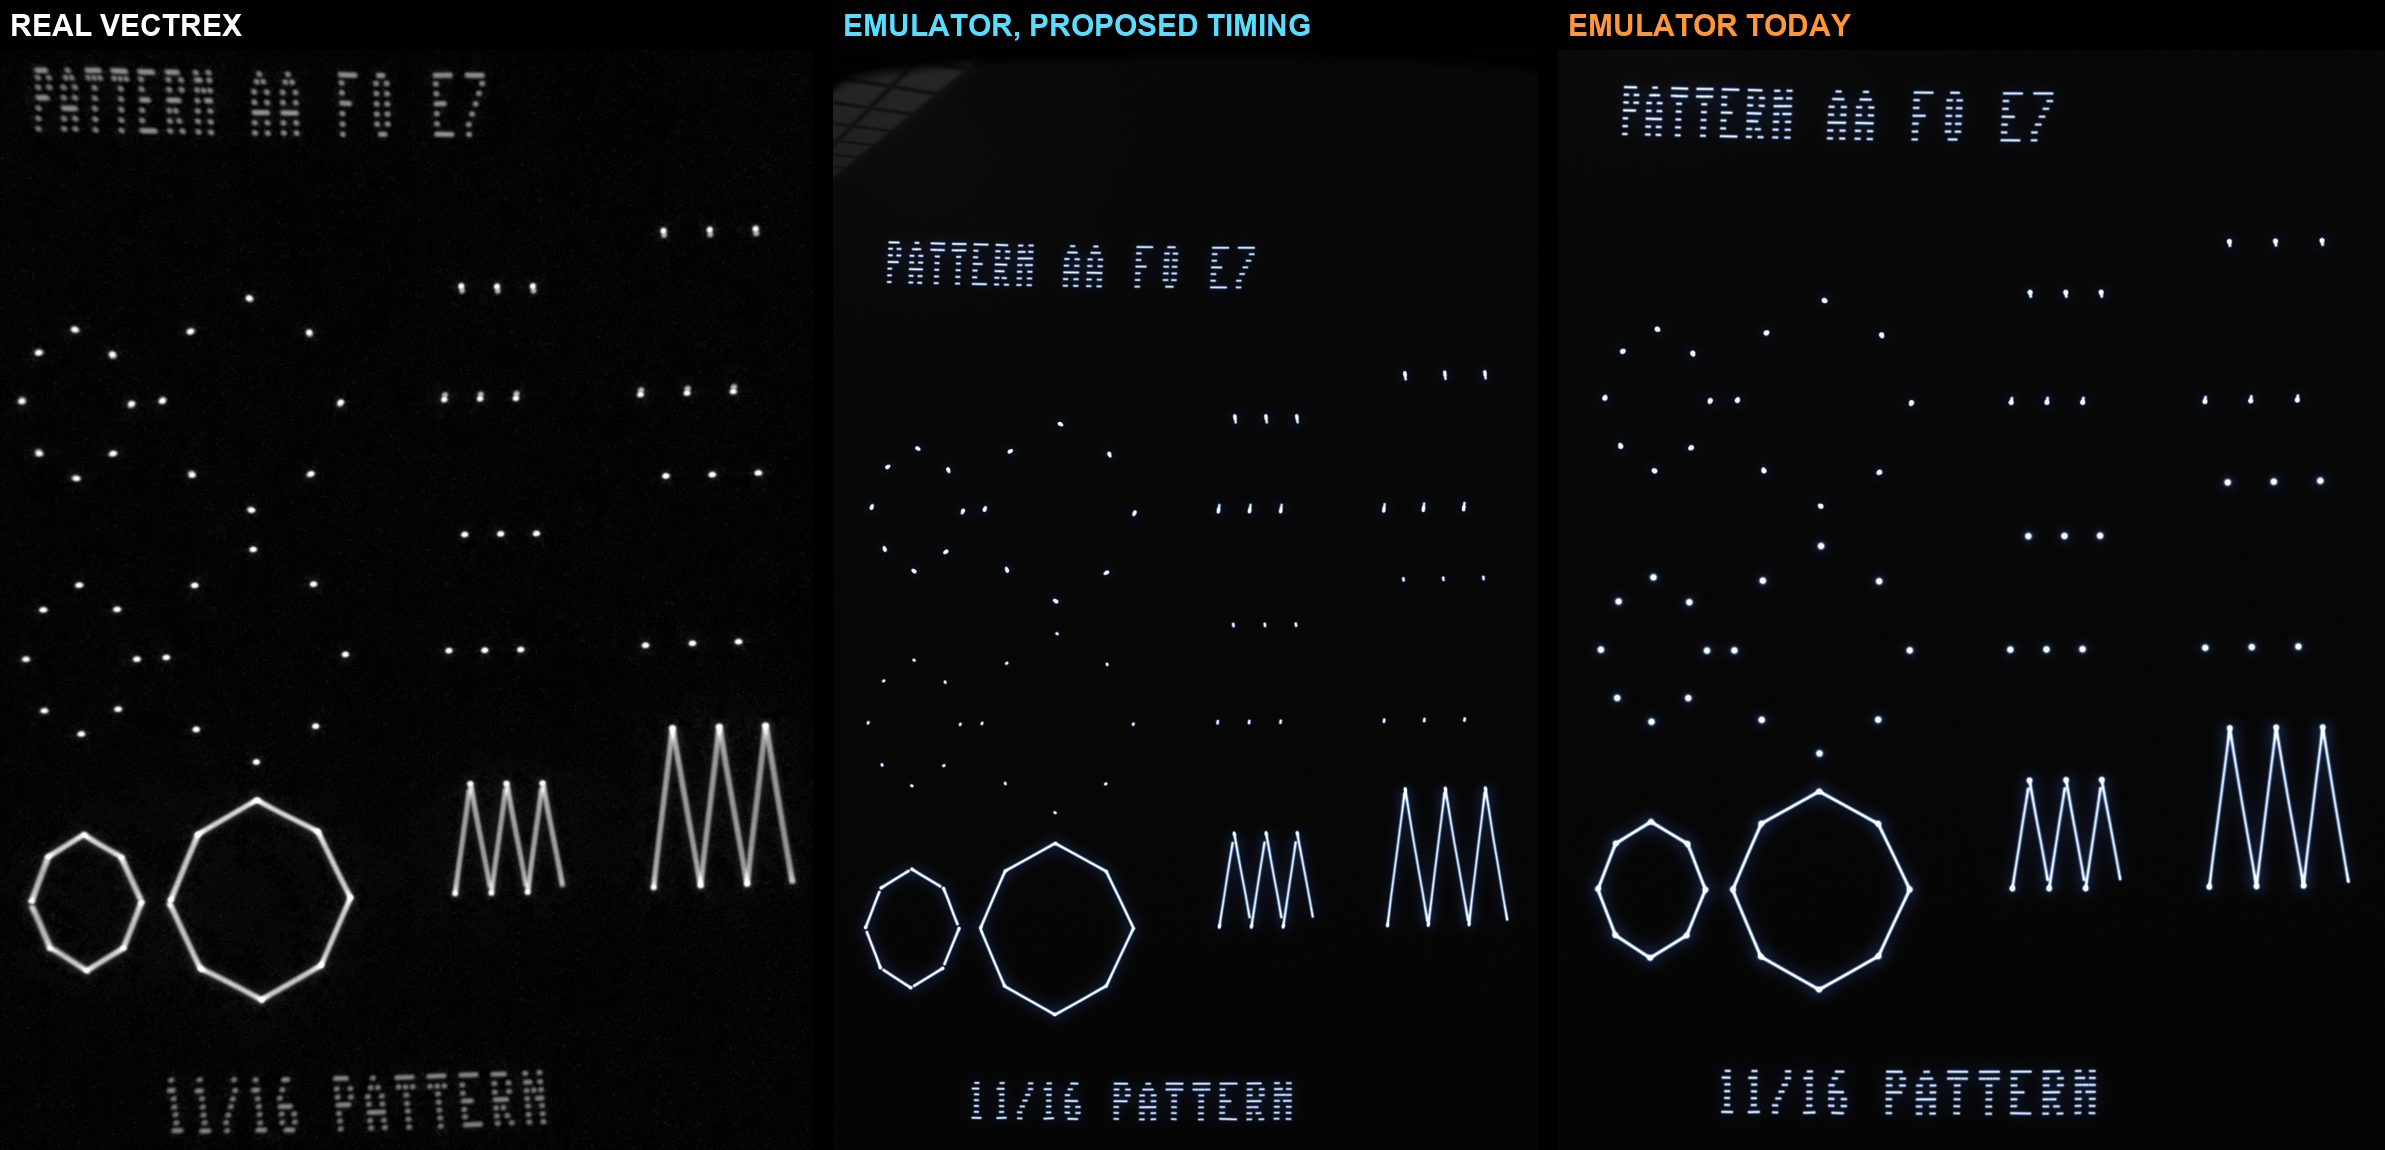 REAL VECTREX
PATTERN AA F0 E7
11/16 PATTERN
EMULATOR, PROPOSED TIMING
PATTERN AA F0 E7
11/16 PATTERN
EMULATOR TODAY
PATTERN AA F0 E7
11/16 PATTERN